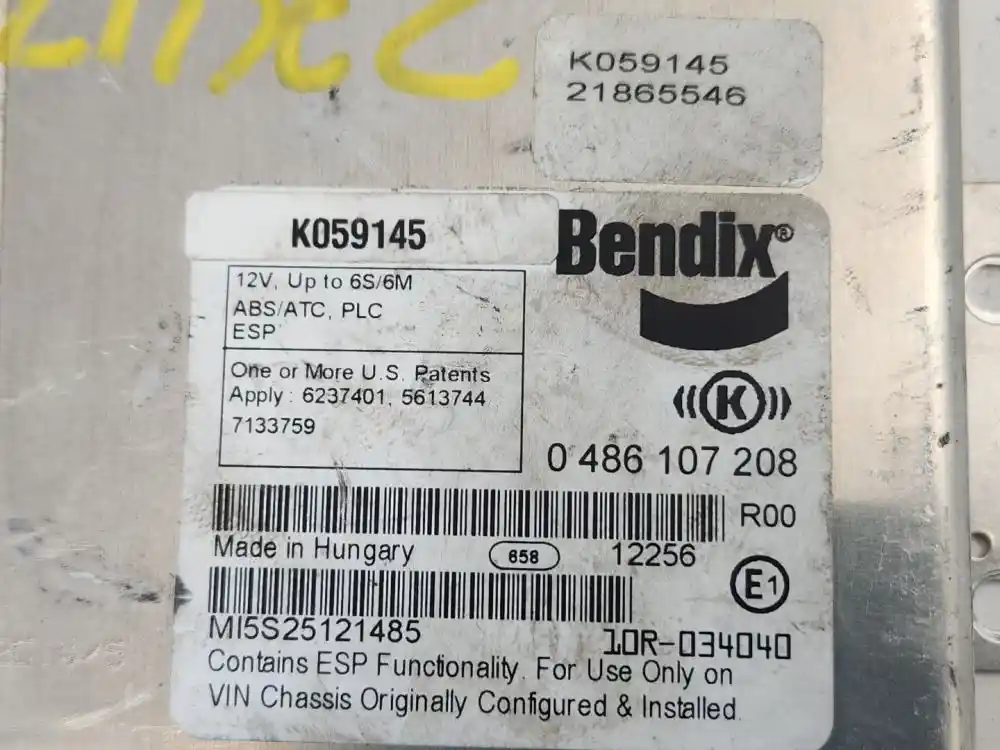 K059145
21865546
K059145
Bendix®
12V, Up to 6S/6M
ABS/ATC, PLC
ESP
One or More U.S. Patents
Apply : 6237401, 5613744
7133759
((K))
0 486 107 208
R00
Made in Hungary 658 12256
E1
MI5S25121485 10R-034040
Contains ESP Functionality. For Use Only on
VIN Chassis Originally Configured & Installed.